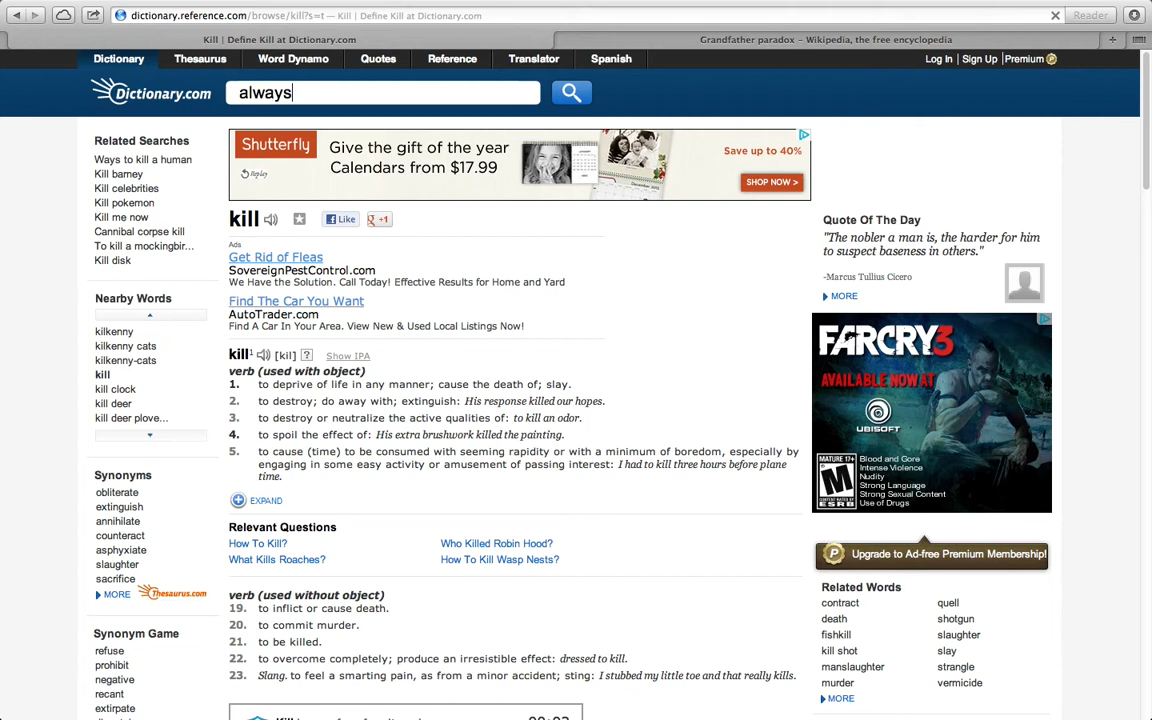 dictionary.reference.com/browse/kill?s=t — Kill | Define Kill at Dictionary.com
Reader
Kill | Define Kill at Dictionary.com
Grandfather paradox – Wikipedia, the free encyclopedia
Dictionary Thesaurus Word Dynamo Quotes Reference Translator Spanish
Log In | Sign Up | Premium P
Dictionary.com
always
Related Searches
Ways to kill a human
Kill barney
Kill celebrities
Kill pokemon
Kill me now
Cannibal corpse kill
To kill a mockingbir...
Kill disk
Nearby Words
kilkenny
kilkenny cats
kilkenny-cats
kill
kill clock
kill deer
kill deer plove...
Synonyms
obliterate
extinguish
annihilate
counteract
asphyxiate
slaughter
sacrifice
MORE Thesaurus.com
Synonym Game
refuse
prohibit
negative
recant
extirpate
Shutterfly
Replay
Give the gift of the year
Calendars from $17.99
Save up to 40%
SHOP NOW >
kill
Like
+1
Ads
Get Rid of Fleas
SovereignPestControl.com
We Have the Solution. Call Today! Effective Results for Home and Yard
Find The Car You Want
AutoTrader.com
Find A Car In Your Area. View New & Used Local Listings Now!
kill¹ [kil] ? Show IPA
verb (used with object)
1. to deprive of life in any manner; cause the death of; slay.
2. to destroy; do away with; extinguish: His response killed our hopes.
3. to destroy or neutralize the active qualities of: to kill an odor.
4. to spoil the effect of: His extra brushwork killed the painting.
5. to cause (time) to be consumed with seeming rapidity or with a minimum of boredom, especially by
engaging in some easy activity or amusement of passing interest: I had to kill three hours before plane
time.
EXPAND
Relevant Questions
How To Kill? Who Killed Robin Hood?
What Kills Roaches? How To Kill Wasp Nests?
verb (used without object)
19. to inflict or cause death.
20. to commit murder.
21. to be killed.
22. to overcome completely; produce an irresistible effect: dressed to kill.
23. Slang. to feel a smarting pain, as from a minor accident; sting: I stubbed my little toe and that really kills.
Quote Of The Day
"The nobler a man is, the harder for him
to suspect baseness in others."
-Marcus Tullius Cicero
MORE
FARCRY3
AVAILABLE NOW AT
UBISOFT
MATURE 17+
M
ESRB
Blood and Gore
Intense Violence
Nudity
Strong Language
Strong Sexual Content
Use of Drugs
P Upgrade to Ad-free Premium Membership!
Related Words
contract quell
death shotgun
fishkill slaughter
kill shot slay
manslaughter strangle
murder vermicide
MORE